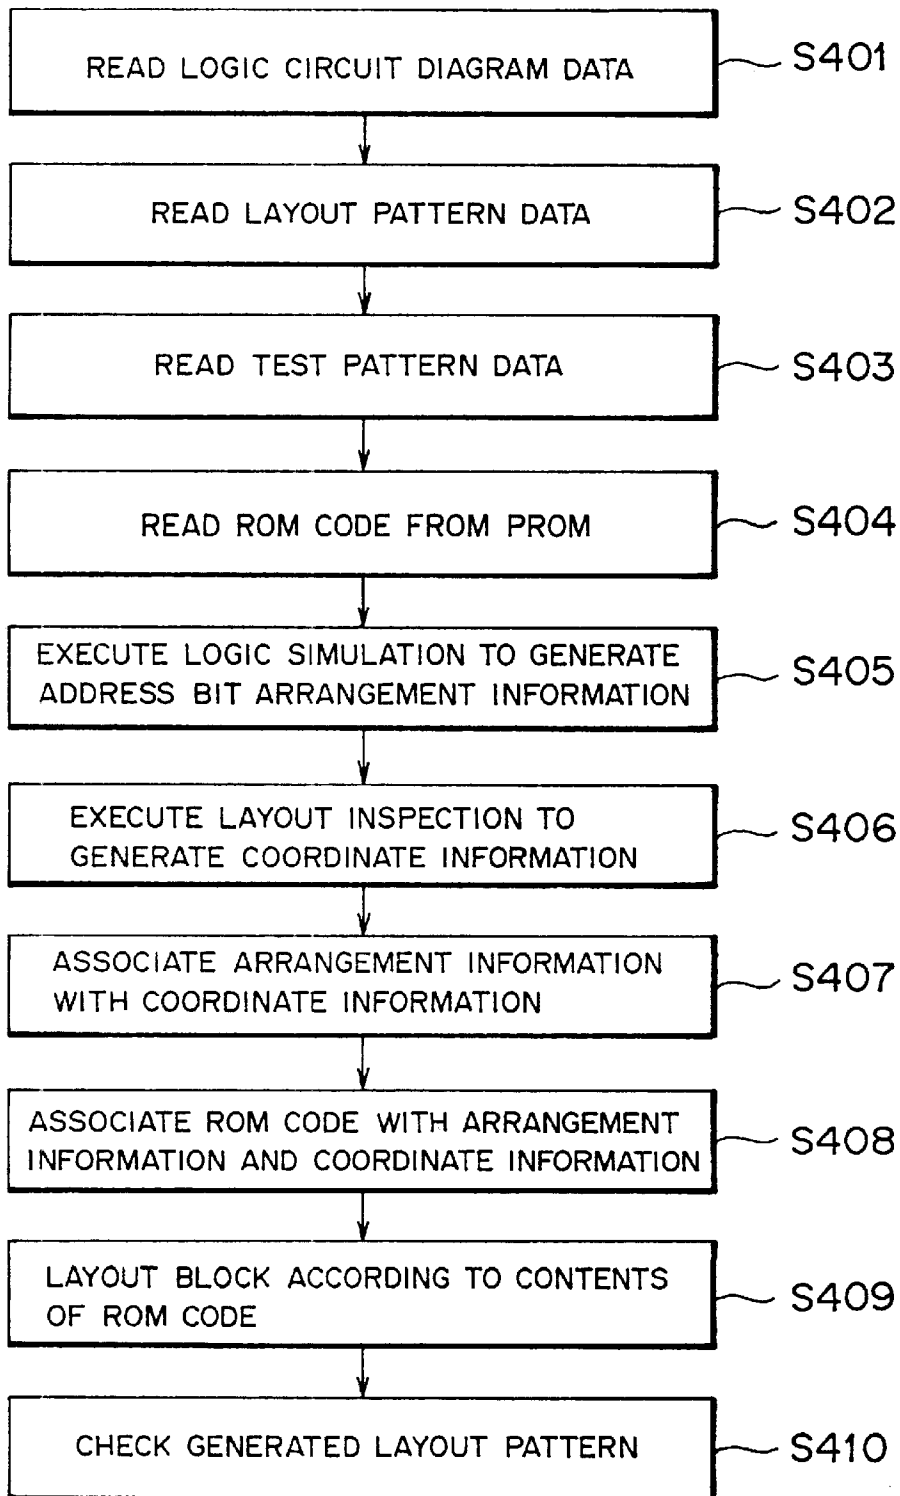 READ LOGIC CIRCUIT DIAGRAM DATA
S401
READ LAYOUT PATTERN DATA
S402
READ TEST PATTERN DATA
S403
READ ROM CODE FROM PROM
S404
EXECUTE LOGIC SIMULATION TO GENERATE
ADDRESS BIT ARRANGEMENT INFORMATION
S405
EXECUTE LAYOUT INSPECTION TO
GENERATE COORDINATE INFORMATION
S406
ASSOCIATE ARRANGEMENT INFORMATION
WITH COORDINATE INFORMATION
S407
ASSOCIATE ROM CODE WITH ARRANGEMENT
INFORMATION AND COORDINATE INFORMATION
S408
LAYOUT BLOCK ACCORDING TO CONTENTS
OF ROM CODE
S409
CHECK GENERATED LAYOUT PATTERN
S410